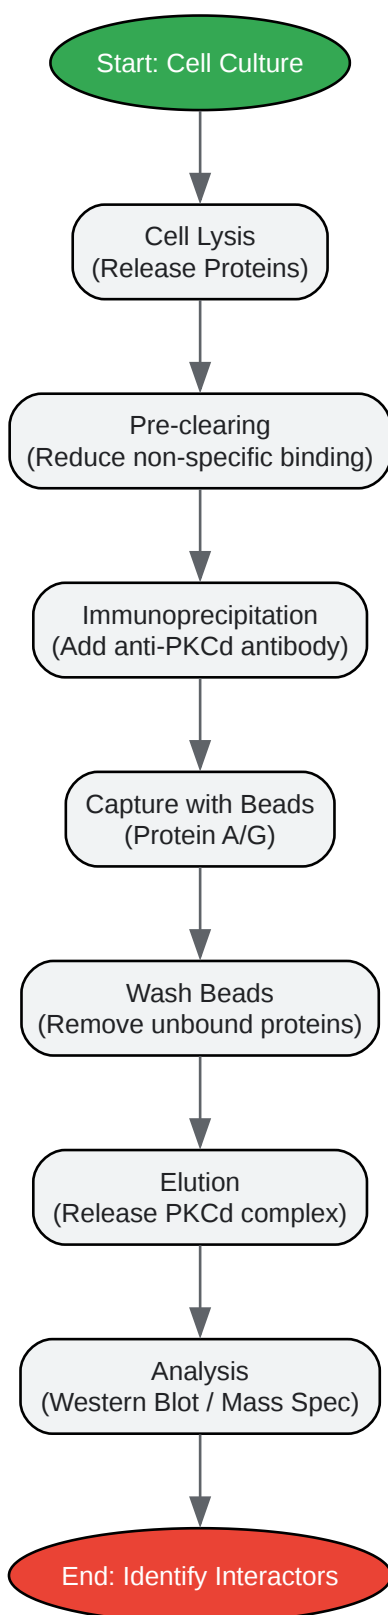 Start: Cell Culture
Cell Lysis
(Release Proteins)
Pre-clearing
(Reduce non-specific binding)
Immunoprecipitation
(Add anti-PKCd antibody)
Capture with Beads
(Protein A/G)
Wash Beads
(Remove unbound proteins)
Elution
(Release PKCd complex)
Analysis
(Western Blot / Mass Spec)
End: Identify Interactors